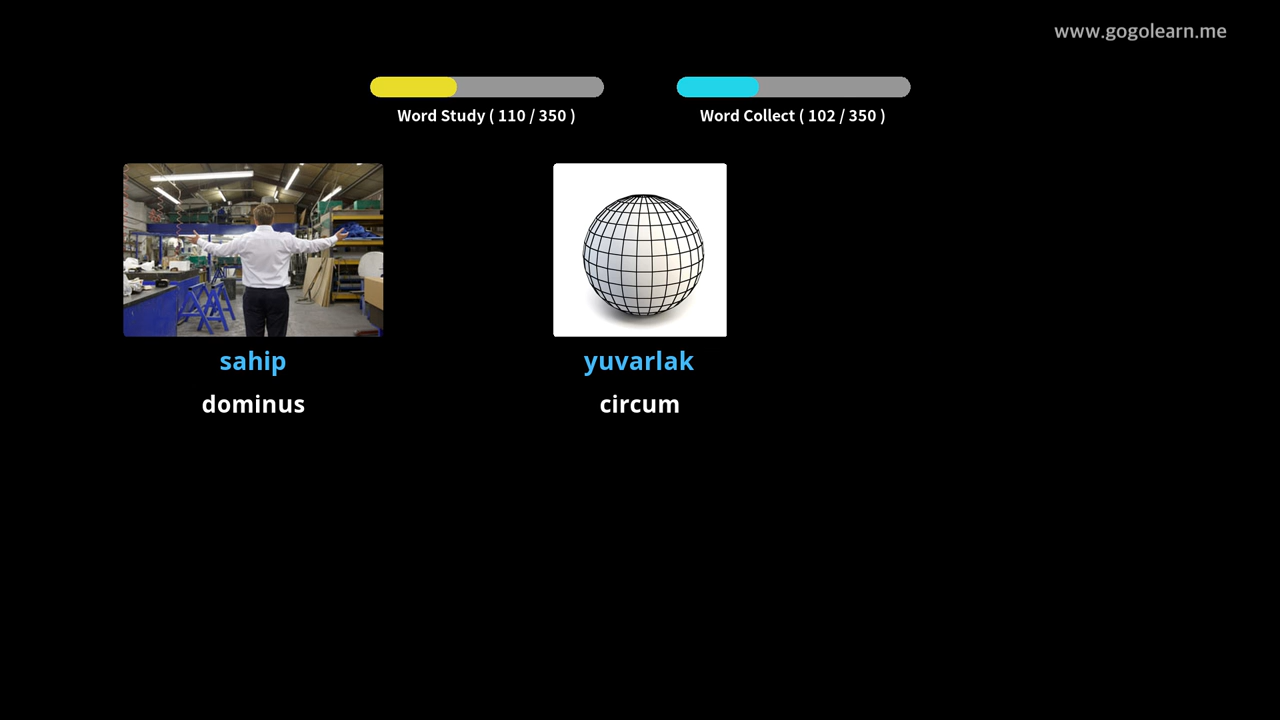 www.gogolearn.me
Word Study ( 110 / 350 )
Word Collect ( 102 / 350 )
sahip
yuvarlak
dominus
circum